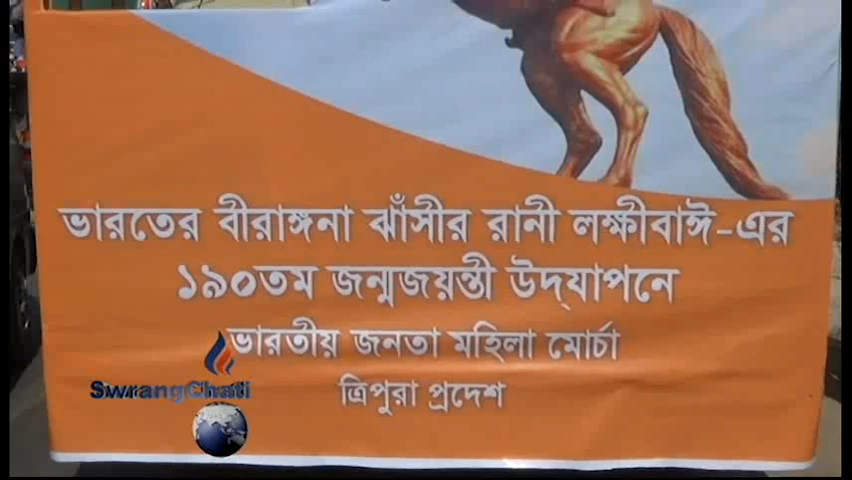 ভারতের বীরাঙ্গনা ঝাঁসীর রানী লক্ষীবাঈ-এর
১৯০তম জন্মজয়ন্তী উদ্‌যাপনে
ভারতীয় জনতা মহিলা মোর্চা
ত্রিপুরা প্রদেশ
SwrangChati